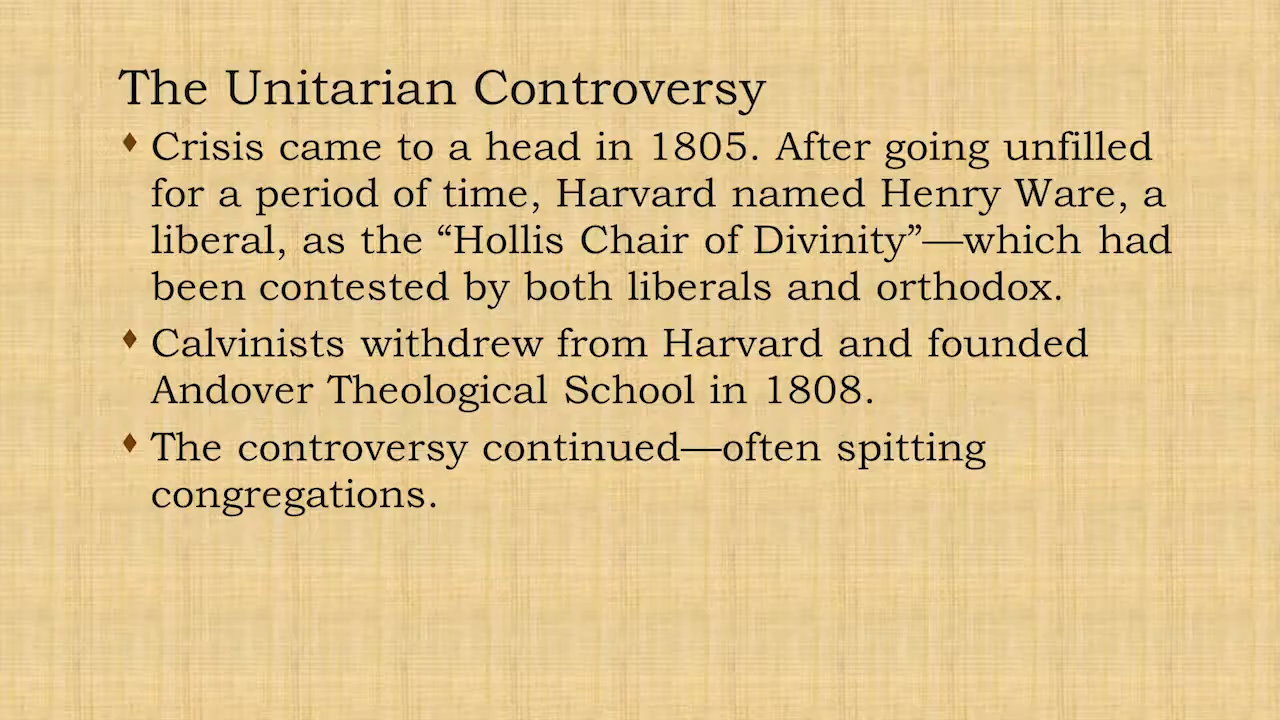 The Unitarian Controversy
Crisis came to a head in 1805. After going unfilled
for a period of time, Harvard named Henry Ware, a
liberal, as the “Hollis Chair of Divinity”—which had
been contested by both liberals and orthodox.
Calvinists withdrew from Harvard and founded
Andover Theological School in 1808.
The controversy continued—often spitting
congregations.